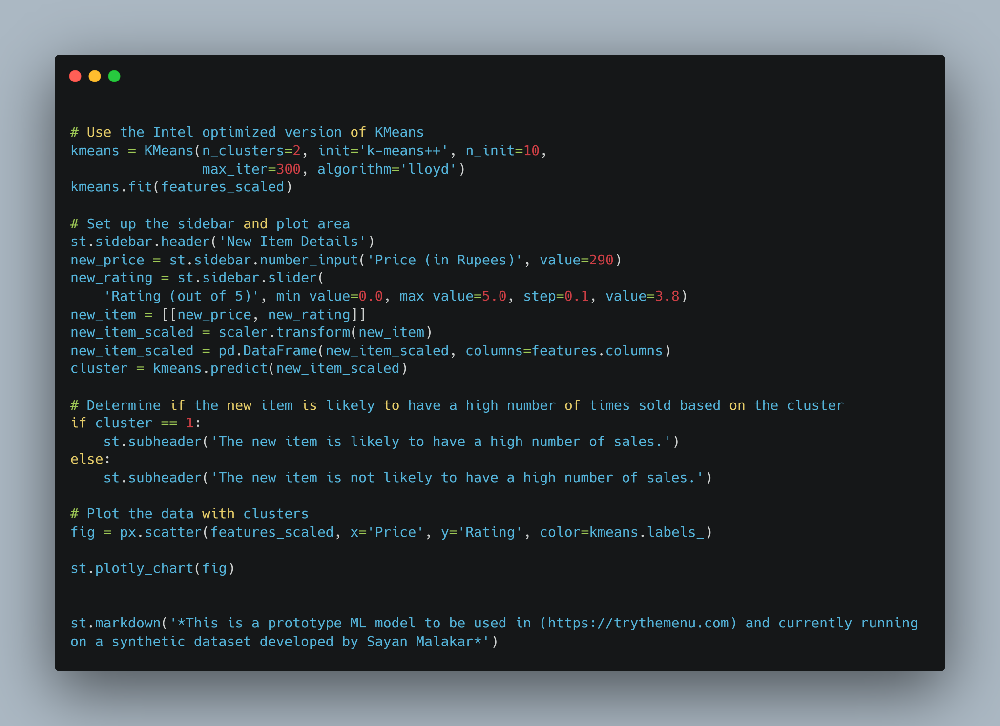 # Use the Intel optimized version of KMeans
kmeans = KMeans(n_clusters=2, init='k-means++', n_init=10,
                max_iter=300, algorithm='lloyd')
kmeans.fit(features_scaled)

# Set up the sidebar and plot area
st.sidebar.header('New Item Details')
new_price = st.sidebar.number_input('Price (in Rupees)', value=290)
new_rating = st.sidebar.slider(
    'Rating (out of 5)', min_value=0.0, max_value=5.0, step=0.1, value=3.8)
new_item = [[new_price, new_rating]]
new_item_scaled = scaler.transform(new_item)
new_item_scaled = pd.DataFrame(new_item_scaled, columns=features.columns)
cluster = kmeans.predict(new_item_scaled)

# Determine if the new item is likely to have a high number of times sold based on the cluster
if cluster == 1:
    st.subheader('The new item is likely to have a high number of sales.')
else:
    st.subheader('The new item is not likely to have a high number of sales.')

# Plot the data with clusters
fig = px.scatter(features_scaled, x='Price', y='Rating', color=kmeans.labels_)

st.plotly_chart(fig)

st.markdown('*This is a prototype ML model to be used in (https://trythemenu.com) and currently running
on a synthetic dataset developed by Sayan Malakar*')